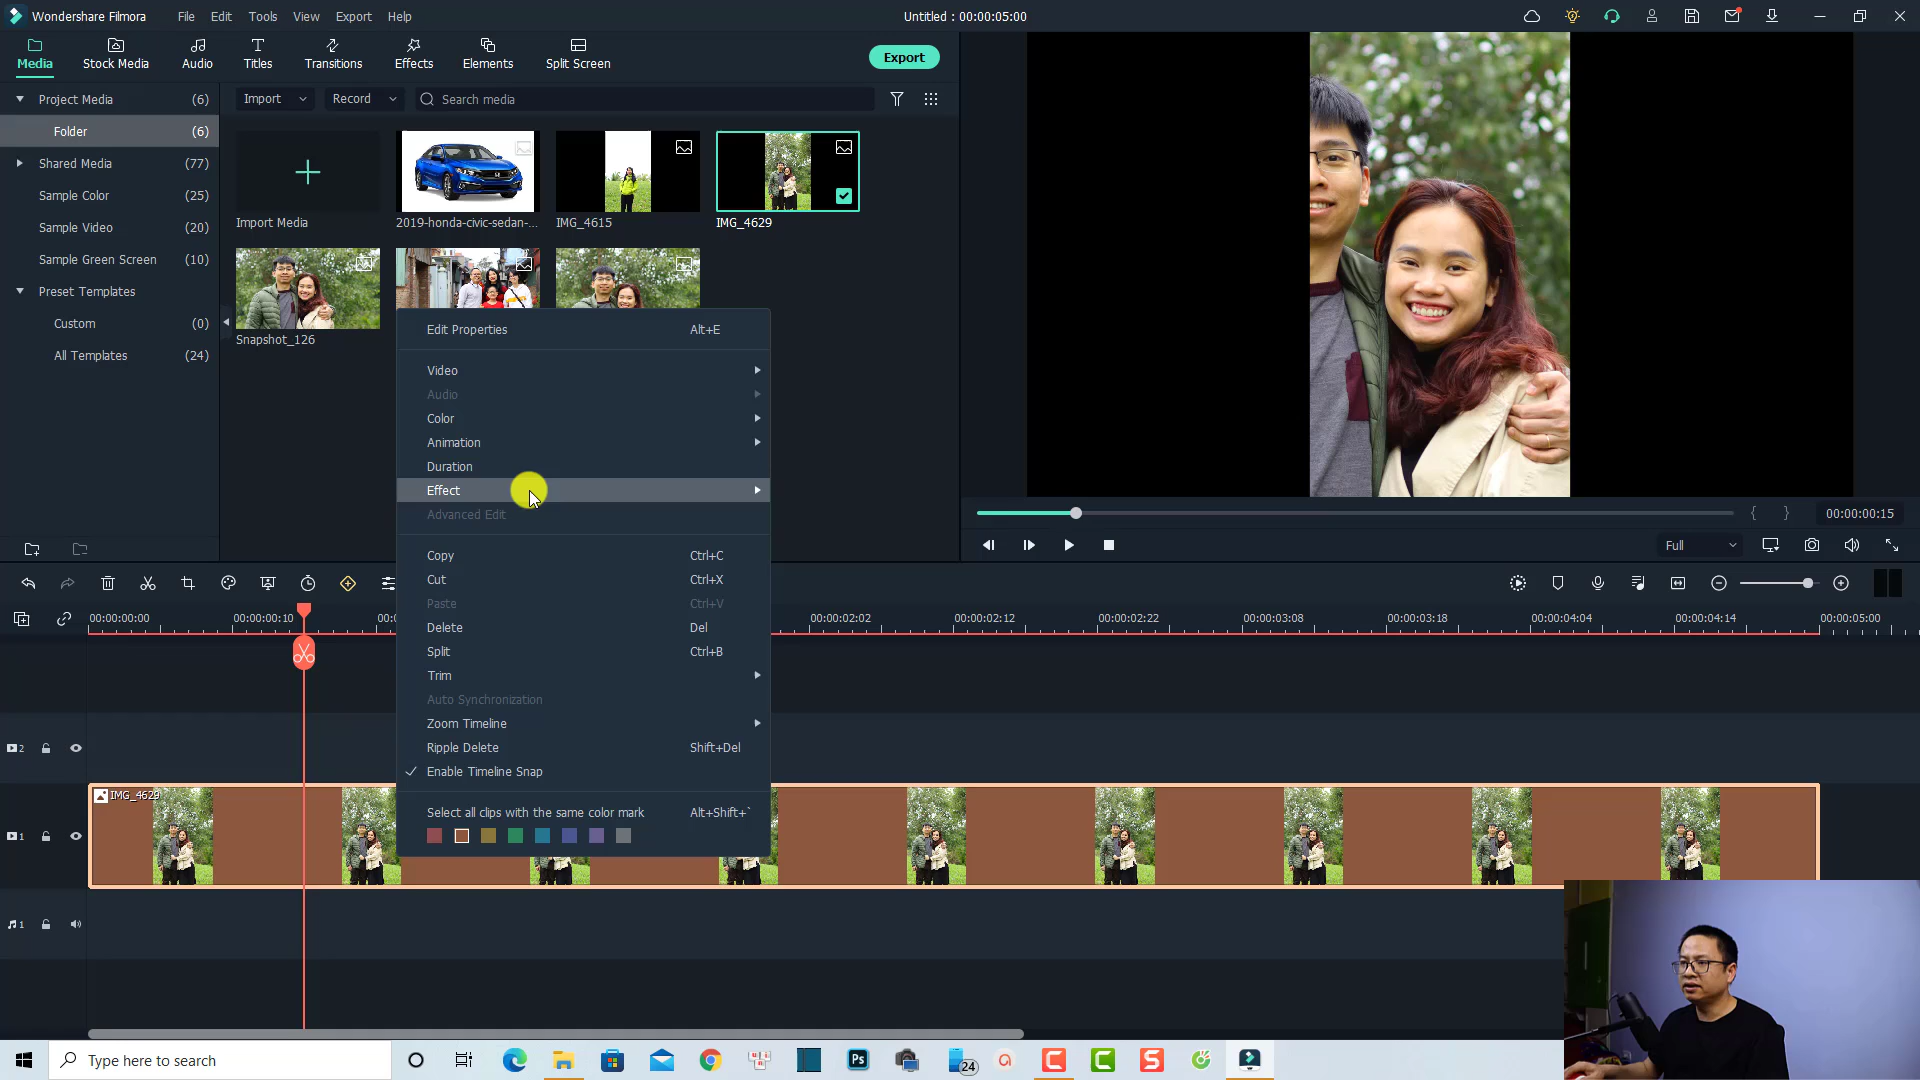 Wondershare Filmora File Edit Tools View Export Help Untitled : 00:00:05:00
Media Stock Media Audio Titles Transitions Effects Elements Split Screen Export
Project Media (6) Import Record Search media
Folder (6)
Shared Media (77)
Sample Color (25)
Sample Video (20)
Sample Green Screen (10)
Preset Templates
Custom (0)
All Templates (24)
Import Media 2019-honda-civic-sedan-... IMG_4615 IMG_4629
Snapshot_126
Edit Properties Alt+E
Video
Audio
Color
Animation
Duration
Effect
Advanced Edit
Copy Ctrl+C
Cut Ctrl+X
Paste Ctrl+V
Delete Del
Split Ctrl+B
Trim
Auto Synchronization
Zoom Timeline
Ripple Delete Shift+Del
Enable Timeline Snap
Select all clips with the same color mark Alt+Shift+`
{ } 00:00:00:15
Full
00:00:00:00 00:00:00:10 00:00:02:02 00:00:02:12 00:00:02:22 00:00:03:08 00:00:03:18 00:00:04:04 00:00:04:14 00:00:05:00
2
1 IMG_4629
1
Type here to search Ps 24 C C S